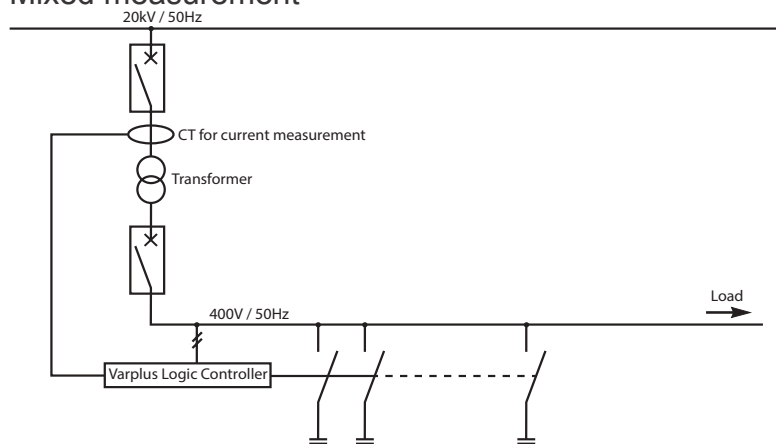 Mixed measurement
20kV / 50Hz
CT for current measurement
Transformer
Load
400V / 50Hz
Varplus Logic Controller